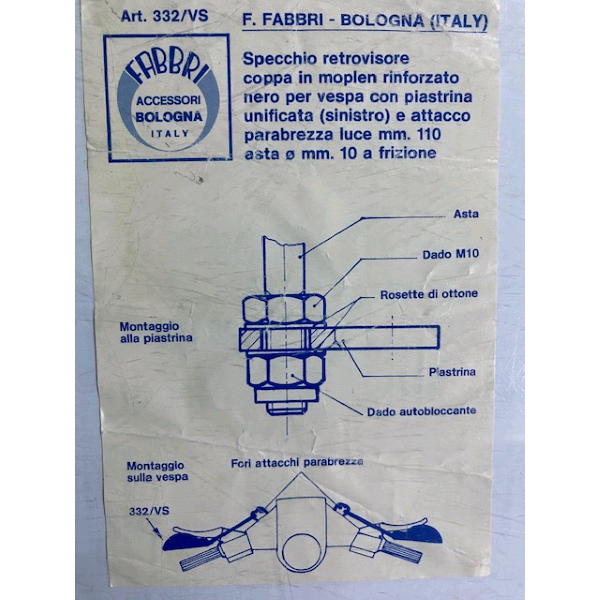 Art. 332/VS
F. FABBRI - BOLOGNA (ITALY)
FABBRI
ACCESSORI
BOLOGNA
ITALY
Specchio retrovisore
coppa in moplen rinforzato
nero per vespa con piastrina
unificata (sinistro) e attacco
parabrezza luce mm. 110
asta ø mm. 10 a frizione
Asta
Dado M10
Rosette di ottone
Montaggio
alla piastrina
Piastrina
Dado autobloccante
Montaggio
sulla vespa
Fori attacchi parabrezza
332/VS